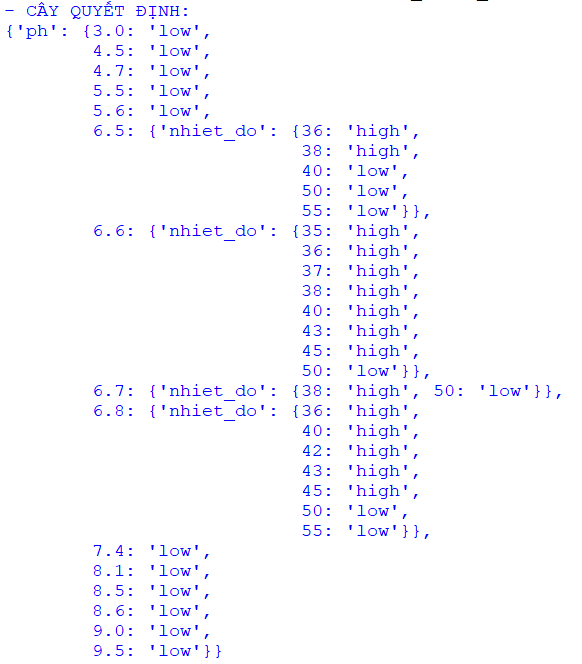 - CÂY QUYẾT ĐỊNH:
{'ph': {3.0: 'low',
        4.5: 'low',
        4.7: 'low',
        5.5: 'low',
        5.6: 'low',
        6.5: {'nhiet_do': {36: 'high',
                           38: 'high',
                           40: 'low',
                           50: 'low',
                           55: 'low'}},
        6.6: {'nhiet_do': {35: 'high',
                           36: 'high',
                           37: 'high',
                           38: 'high',
                           40: 'high',
                           43: 'high',
                           45: 'high',
                           50: 'low'}},
        6.7: {'nhiet_do': {38: 'high', 50: 'low'}},
        6.8: {'nhiet_do': {36: 'high',
                           40: 'high',
                           42: 'high',
                           43: 'high',
                           45: 'high',
                           50: 'low',
                           55: 'low'}},
        7.4: 'low',
        8.1: 'low',
        8.5: 'low',
        8.6: 'low',
        9.0: 'low',
        9.5: 'low'}}